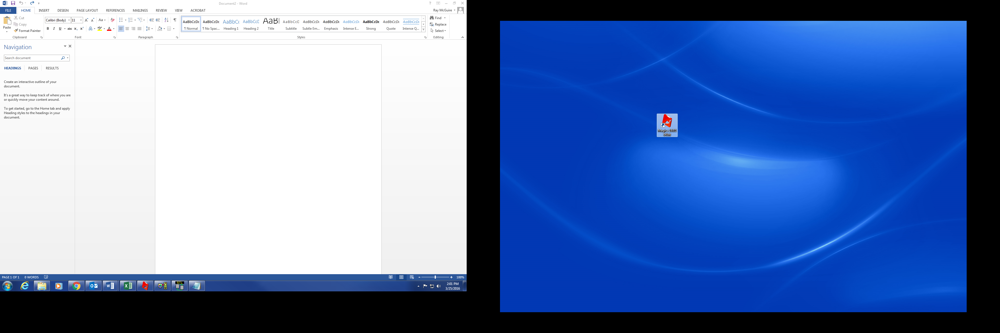 Document2 - Word
?
FILE HOME INSERT DESIGN PAGE LAYOUT REFERENCES MAILINGS REVIEW VIEW ACROBAT
Ray McGuire
Paste
Cut
Copy
Format Painter
Clipboard
Calibri (Body) 11
Aa
B I U abc x₂ x²
Font
Paragraph
AaBbCcDc AaBbCcDc AaBbC( AaBbCcE AaBl AaBbCcD AaBbCcDc AaBbCcDc AaBbCcDc AaBbCcDc AaBbCcDc AaBbCcDc
¶ Normal ¶ No Spac... Heading 1 Heading 2 Title Subtitle Subtle Em... Emphasis Intense E... Strong Quote Intense Q...
Styles
Find
Replace
Select
Editing
Navigation
Search document
HEADINGS PAGES RESULTS
Create an interactive outline of your
document.
It's a great way to keep track of where you are
or quickly move your content around.
To get started, go to the Home tab and apply
Heading styles to the headings in your
document.
PAGE 1 OF 1 0 WORDS
100%
STL
2:01 PM
3/25/2016
Magics 18.01
64bit